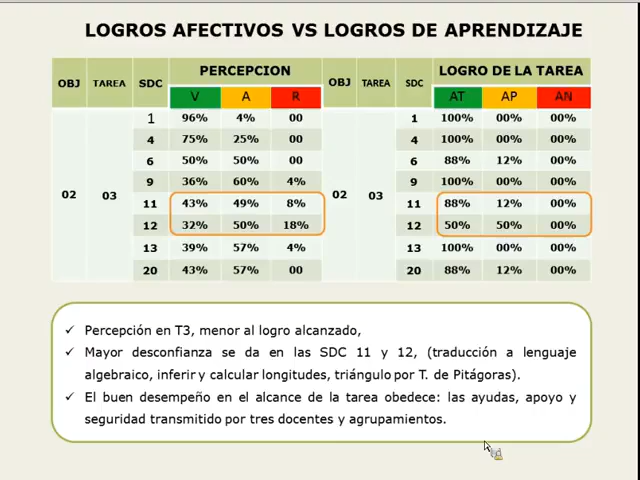 LOGROS AFECTIVOS VS LOGROS DE APRENDIZAJE
OBJ TAREA SDC PERCEPCION OBJ TAREA SDC LOGRO DE LA TAREA
V A R AT AP AN
1 96% 4% 00 1 100% 00% 00%
4 75% 25% 00 4 100% 00% 00%
6 50% 50% 00 6 88% 12% 00%
9 36% 60% 4% 9 100% 00% 00%
02 03 11 43% 49% 8% 02 03 11 88% 12% 00%
12 32% 50% 18% 12 50% 50% 00%
13 39% 57% 4% 13 100% 00% 00%
20 43% 57% 00 20 88% 12% 00%
✓ Percepción en T3, menor al logro alcanzado,
✓ Mayor desconfianza se da en las SDC 11 y 12, (traducción a lenguaje
algebraico, inferir y calcular longitudes, triángulo por T. de Pitágoras).
✓ El buen desempeño en el alcance de la tarea obedece: las ayudas, apoyo y
seguridad transmitido por tres docentes y agrupamientos.